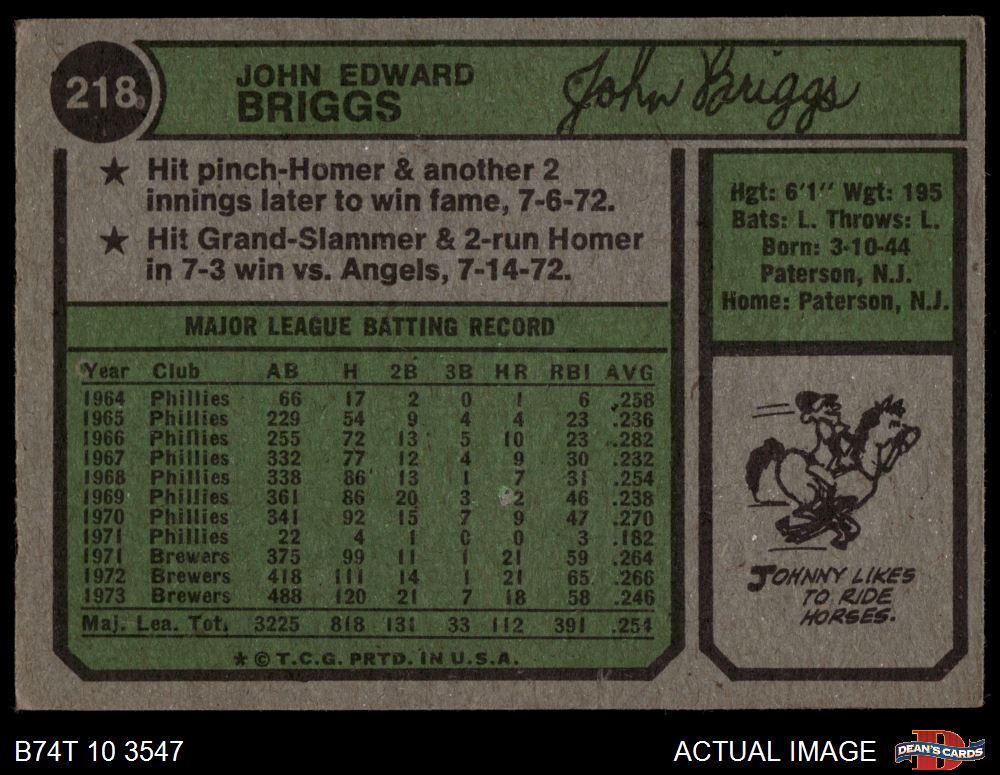 218
JOHN EDWARD
BRIGGS
John Briggs
★ Hit pinch-Homer & another 2
innings later to win fame, 7-6-72.
★ Hit Grand-Slammer & 2-run Homer
in 7-3 win vs. Angels, 7-14-72.
Hgt: 6'1" Wgt: 195
Bats: L. Throws: L.
Born: 3-10-44
Paterson, N.J.
Home: Paterson, N.J.
MAJOR LEAGUE BATTING RECORD
Year Club AB H 2B 3B HR RBI AVG
1964 Phillies 66 17 2 0 1 6 .258
1965 Phillies 229 54 9 4 4 23 .236
1966 Phillies 255 72 13 5 10 23 .282
1967 Phillies 332 77 12 4 9 30 .232
1968 Phillies 338 86 13 1 7 31 .254
1969 Phillies 361 86 20 3 2 46 .238
1970 Phillies 341 92 15 7 9 47 .270
1971 Phillies 22 4 1 0 0 3 .182
1971 Brewers 375 99 11 1 21 59 .264
1972 Brewers 418 111 14 1 21 65 .266
1973 Brewers 488 120 21 7 18 58 .246
Maj. Lea. Tot. 3225 818 131 33 112 391 .254
* © T.C.G. PRTD. IN U.S.A.
JOHNNY LIKES
TO RIDE
HORSES.
B74T 10 3547
ACTUAL IMAGE
DEAN'S CARDS